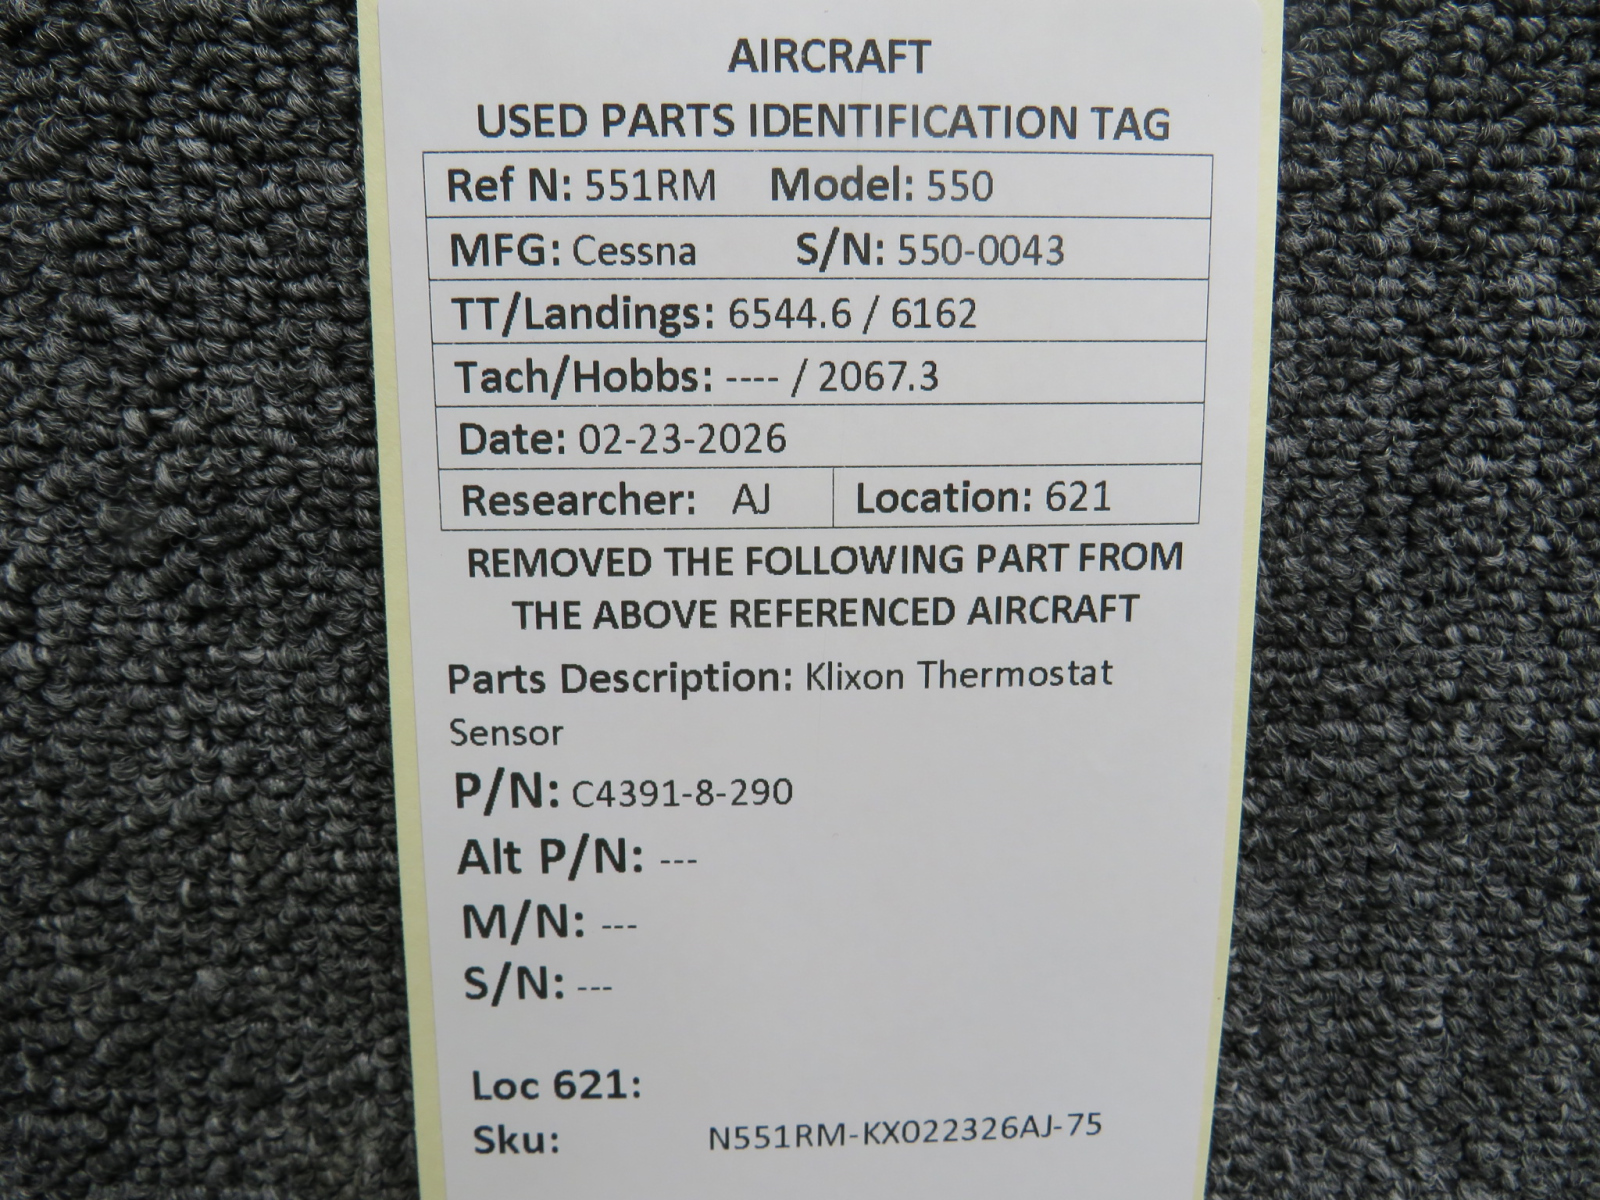 AIRCRAFT
USED PARTS IDENTIFICATION TAG
Ref N: 551RM Model: 550
MFG: Cessna S/N: 550-0043
TT/Landings: 6544.6 / 6162
Tach/Hobbs: ---- / 2067.3
Date: 02-23-2026
Researcher: AJ Location: 621
REMOVED THE FOLLOWING PART FROM
THE ABOVE REFERENCED AIRCRAFT
Parts Description: Klixon Thermostat
Sensor
P/N: C4391-8-290
Alt P/N: ---
M/N: ---
S/N: ---
Loc 621:
Sku: N551RM-KX022326AJ-75